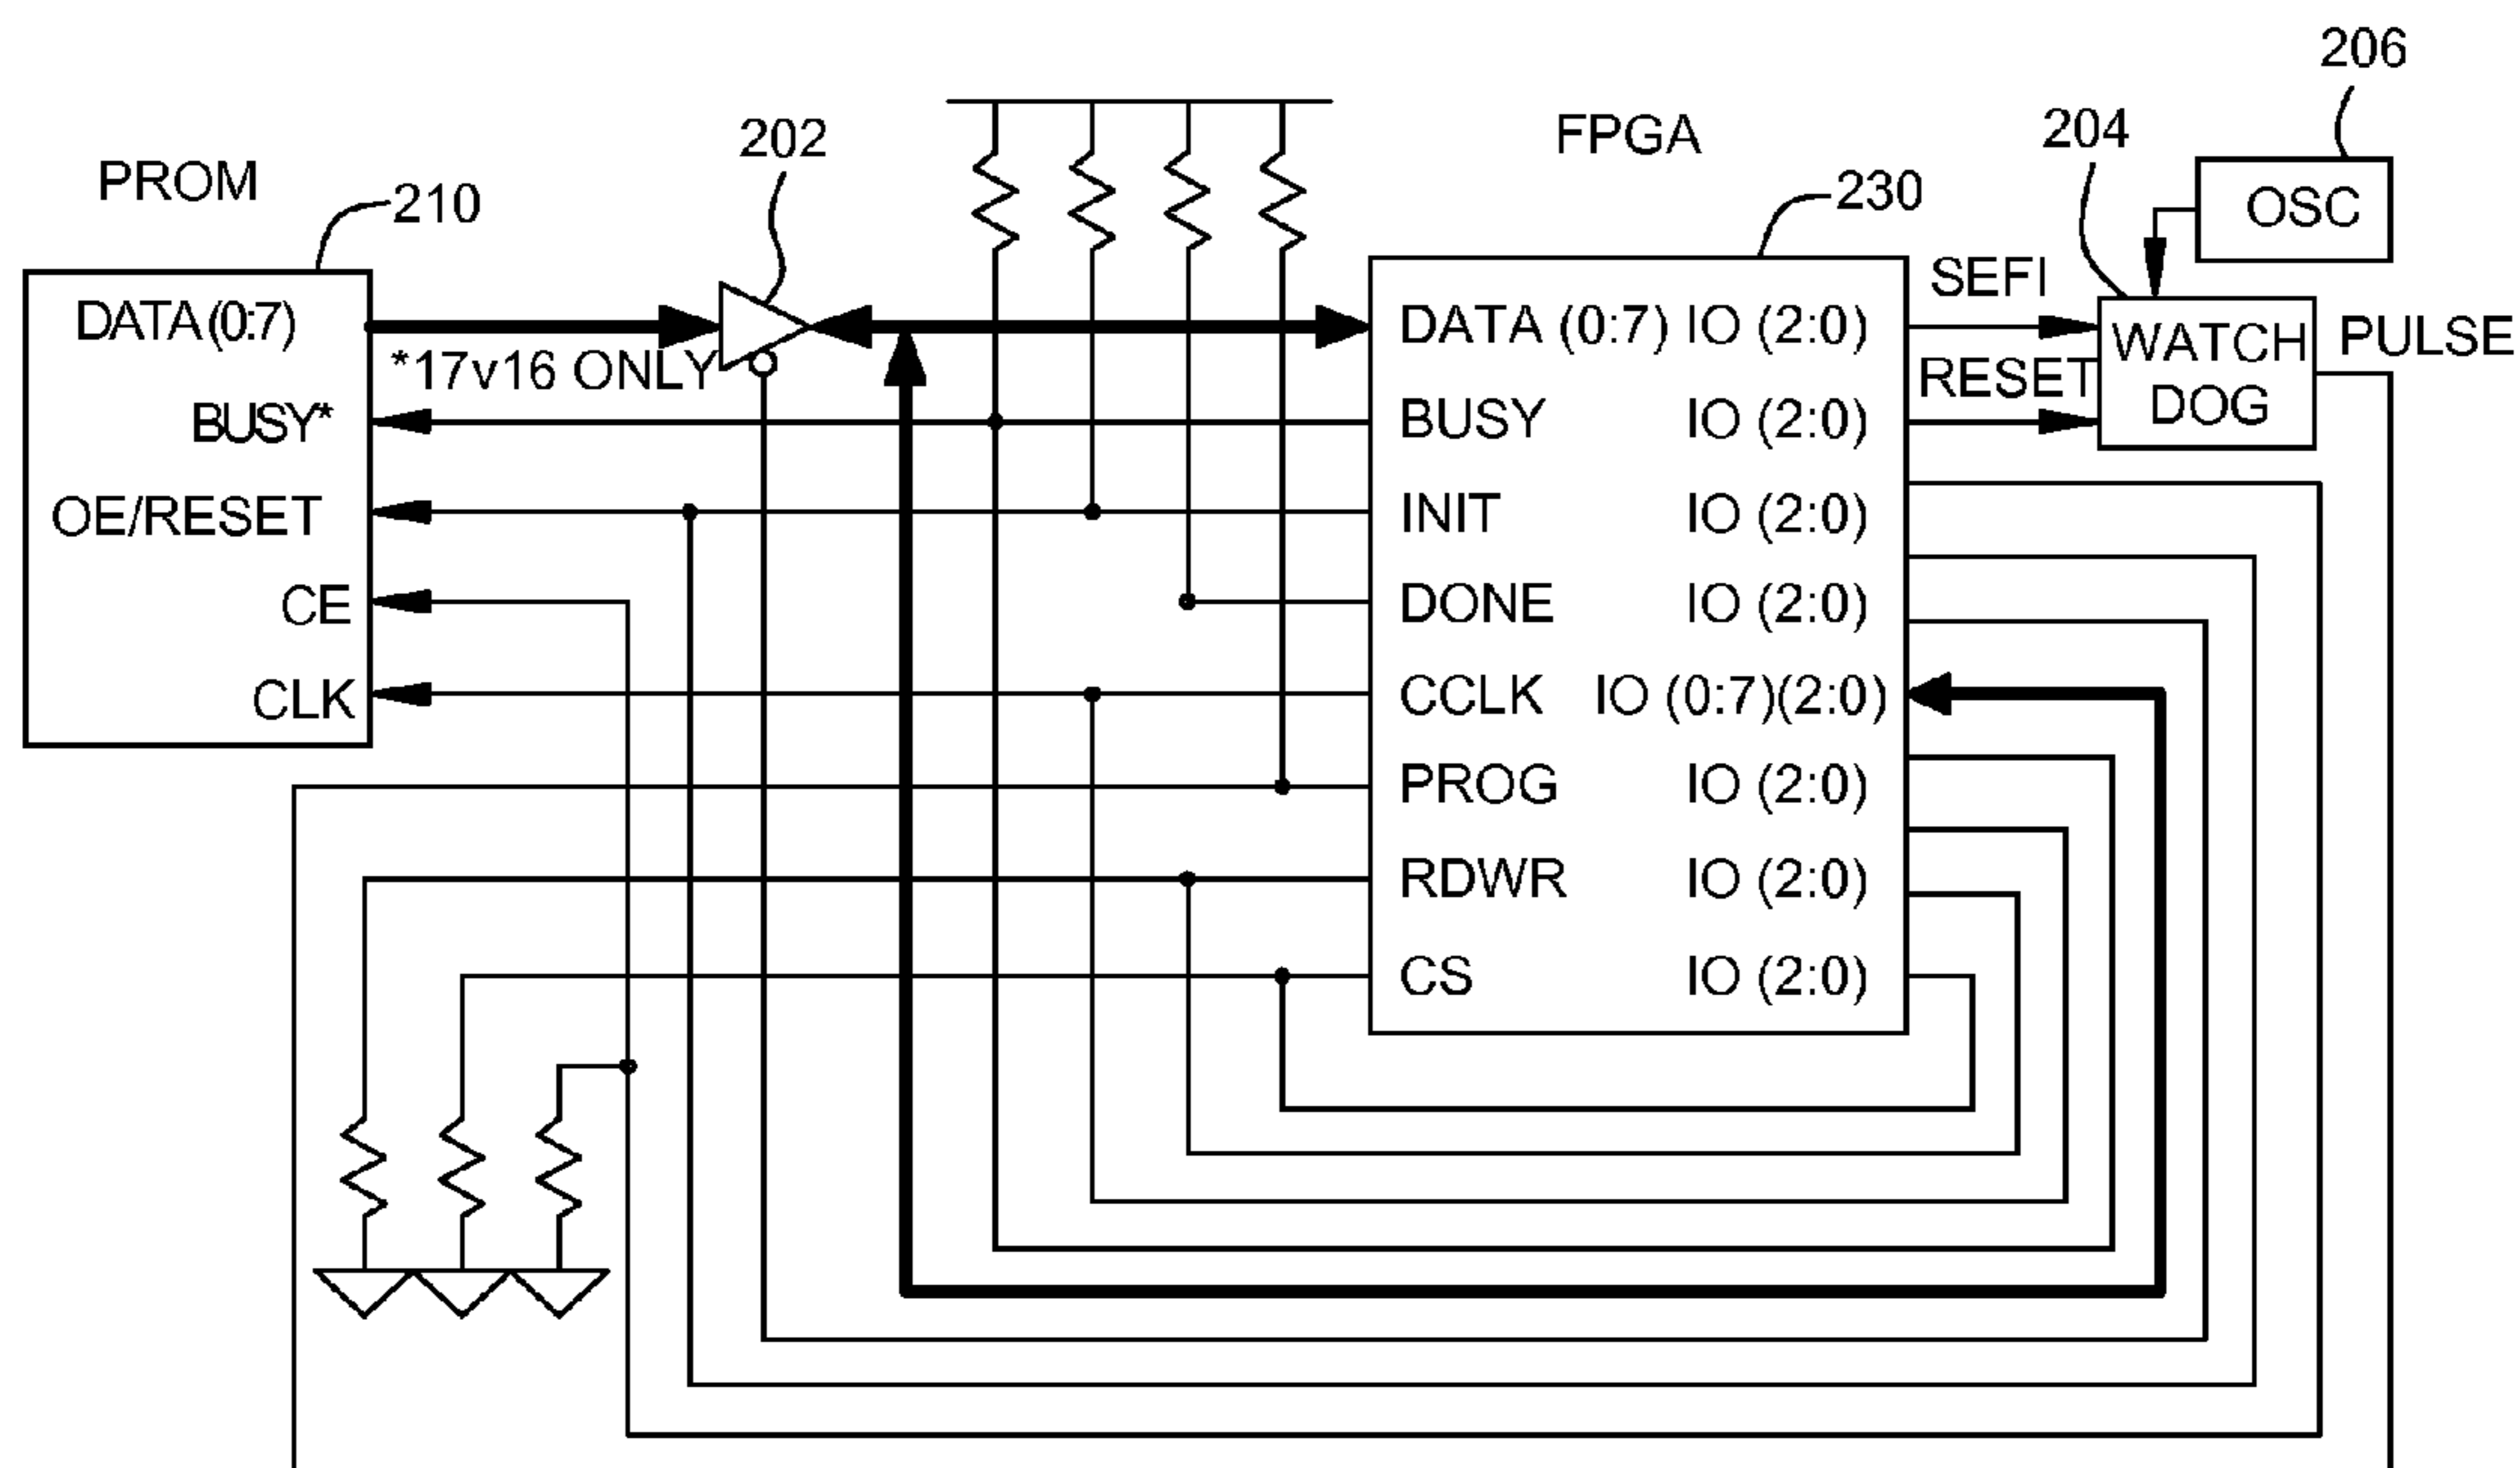 206
202
FPGA
204
PROM
210
230
OSC
SEFI
DATA(0:7)
DATA (0:7) IO (2:0)
WATCH DOG
PULSE
*17v16 ONLY
RESET
BUSY*
BUSY IO (2:0)
OE/RESET
INIT IO (2:0)
CE
DONE IO (2:0)
CLK
CCLK IO (0:7)(2:0)
PROG IO (2:0)
RDWR IO (2:0)
CS IO (2:0)